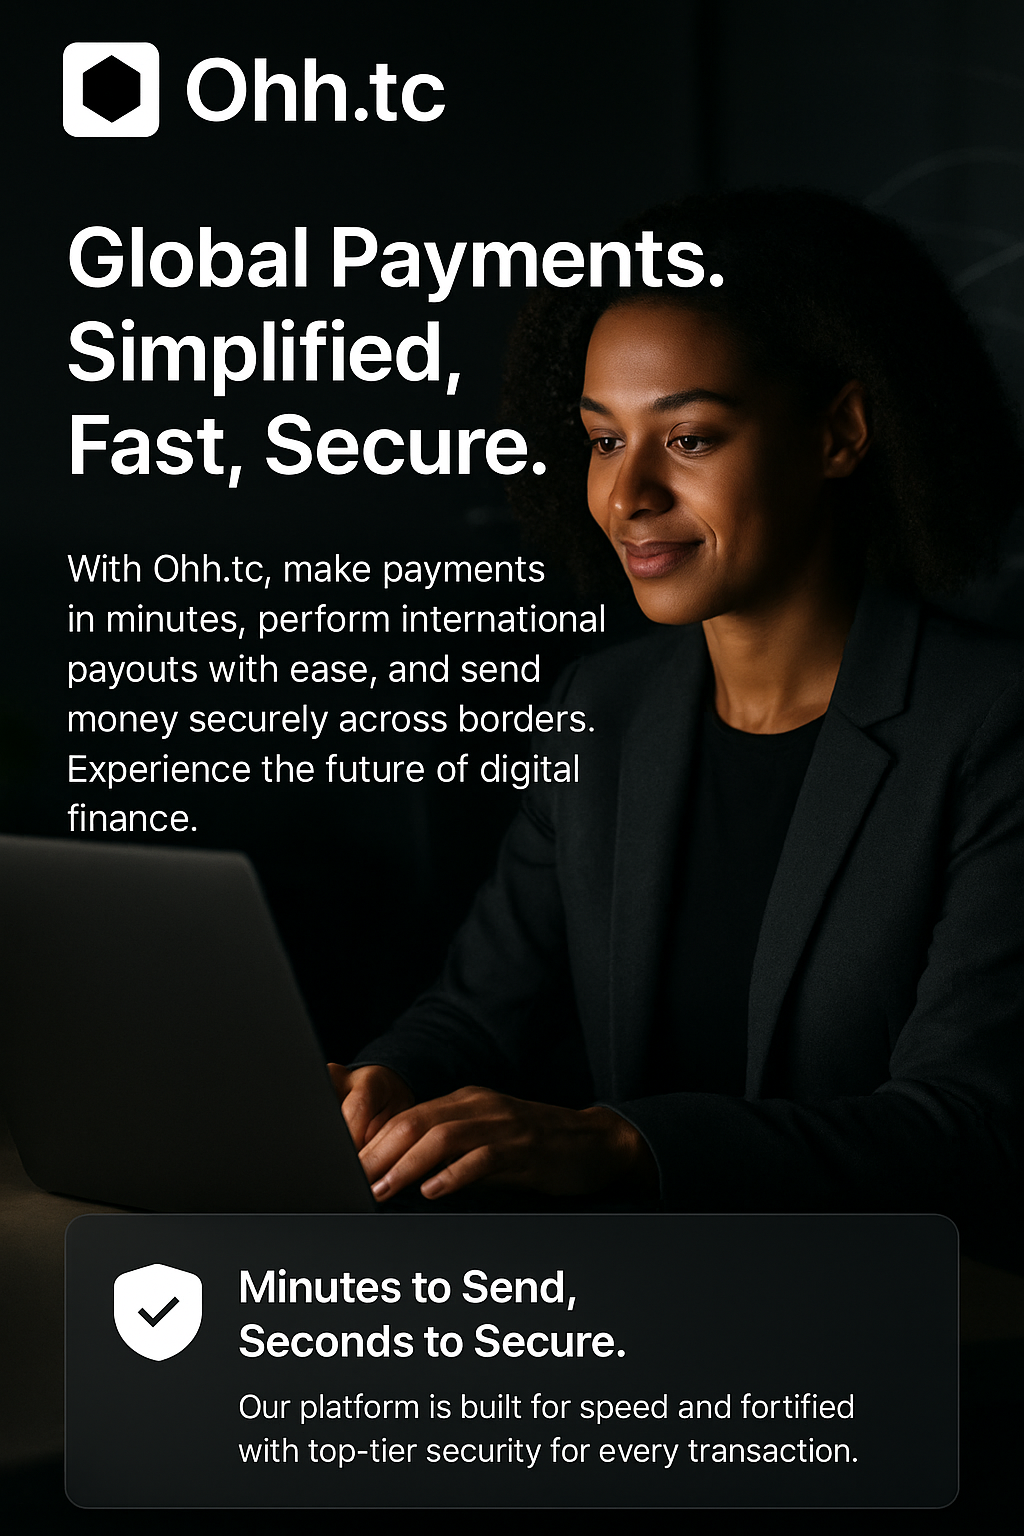 Ohh.tc
Global Payments.
Simplified,
Fast, Secure.
With Ohh.tc, make payments
in minutes, perform international
payouts with ease, and send
money securely across borders.
Experience the future of digital
finance.
Minutes to Send,
Seconds to Secure.
Our platform is built for speed and fortified
with top-tier security for every transaction.